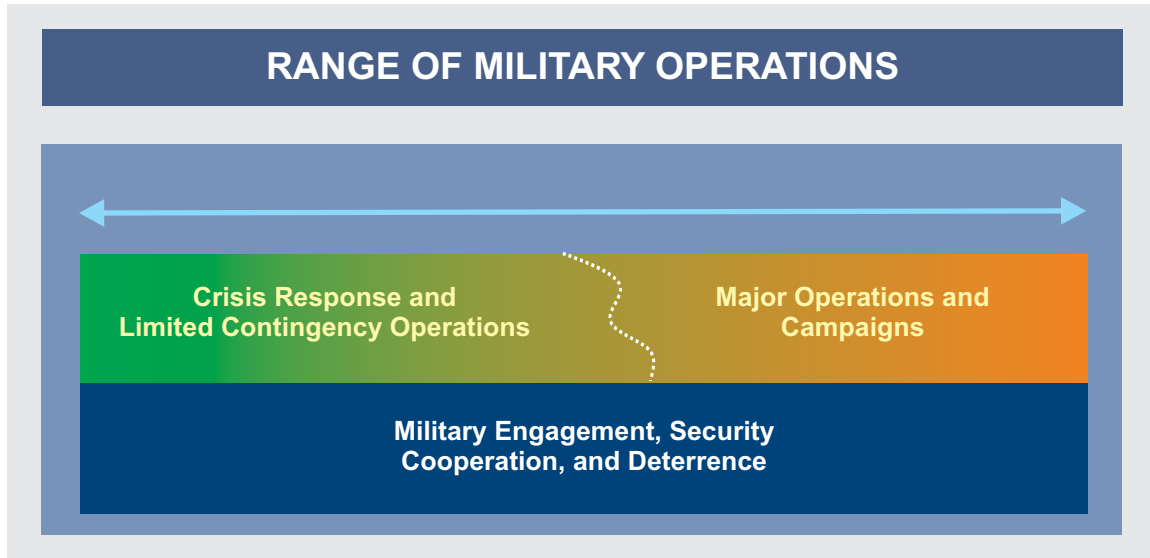 RANGE OF MILITARY OPERATIONS
Crisis Response and
Limited Contingency Operations
Major Operations and
Campaigns
Military Engagement, Security
Cooperation, and Deterrence